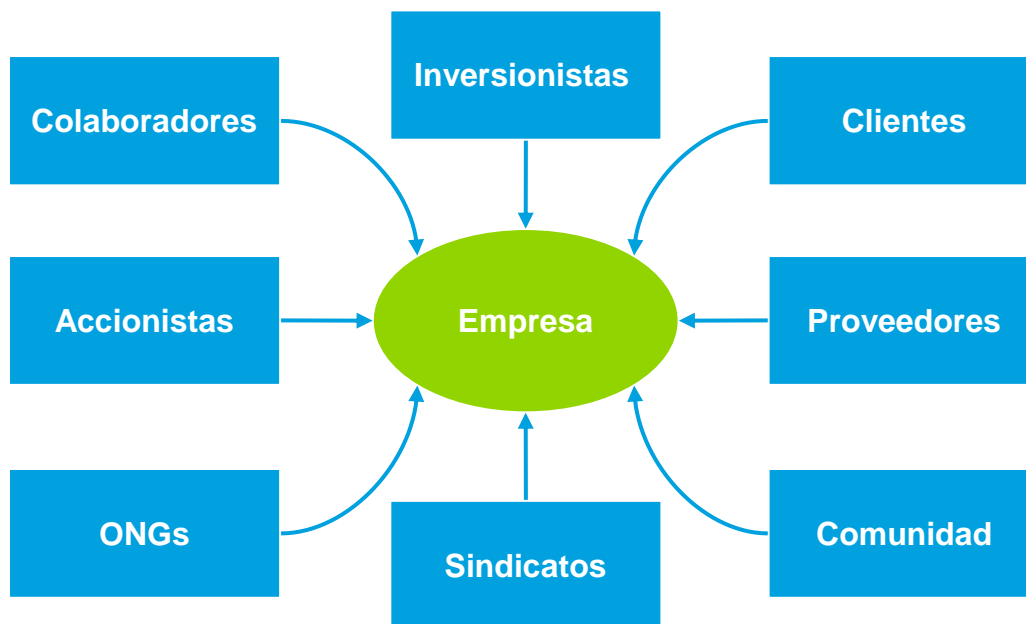 Inversionistas
Colaboradores
Clientes
Accionistas
Empresa
Proveedores
ONGs
Sindicatos
Comunidad